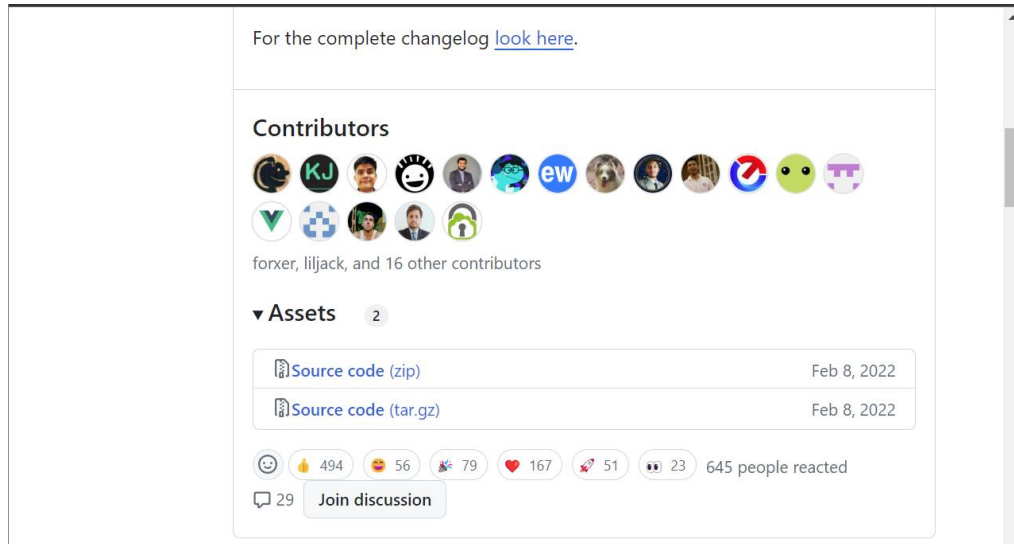 For the complete changelog look here.
Contributors
KJ
ew
forxer, liljack, and 16 other contributors
Assets 2
Source code (zip) Feb 8, 2022
Source code (tar.gz) Feb 8, 2022
494 56 79 167 51 23 645 people reacted
29 Join discussion